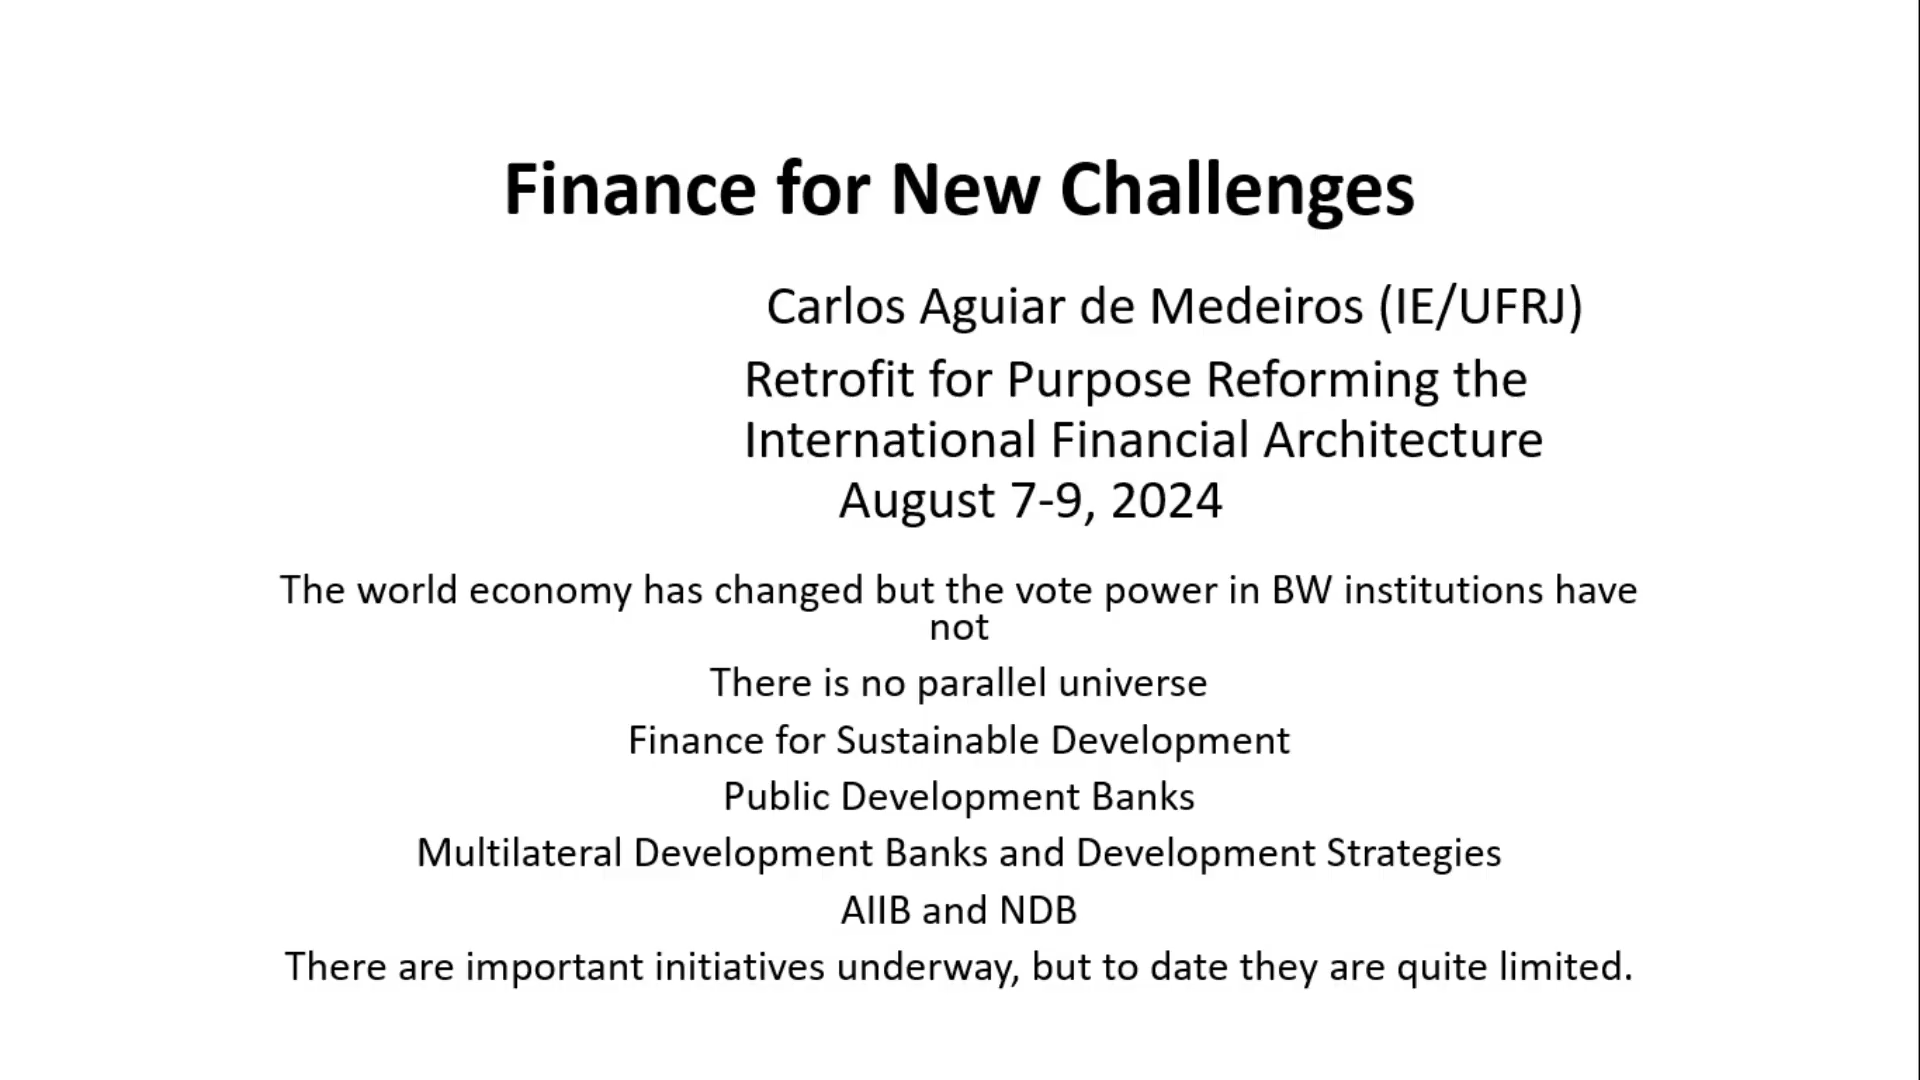 Finance for New Challenges
Carlos Aguiar de Medeiros (IE/UFRJ)
Retrofit for Purpose Reforming the
International Financial Architecture
August 7-9, 2024
The world economy has changed but the vote power in BW institutions have
not
There is no parallel universe
Finance for Sustainable Development
Public Development Banks
Multilateral Development Banks and Development Strategies
AIIB and NDB
There are important initiatives underway, but to date they are quite limited.